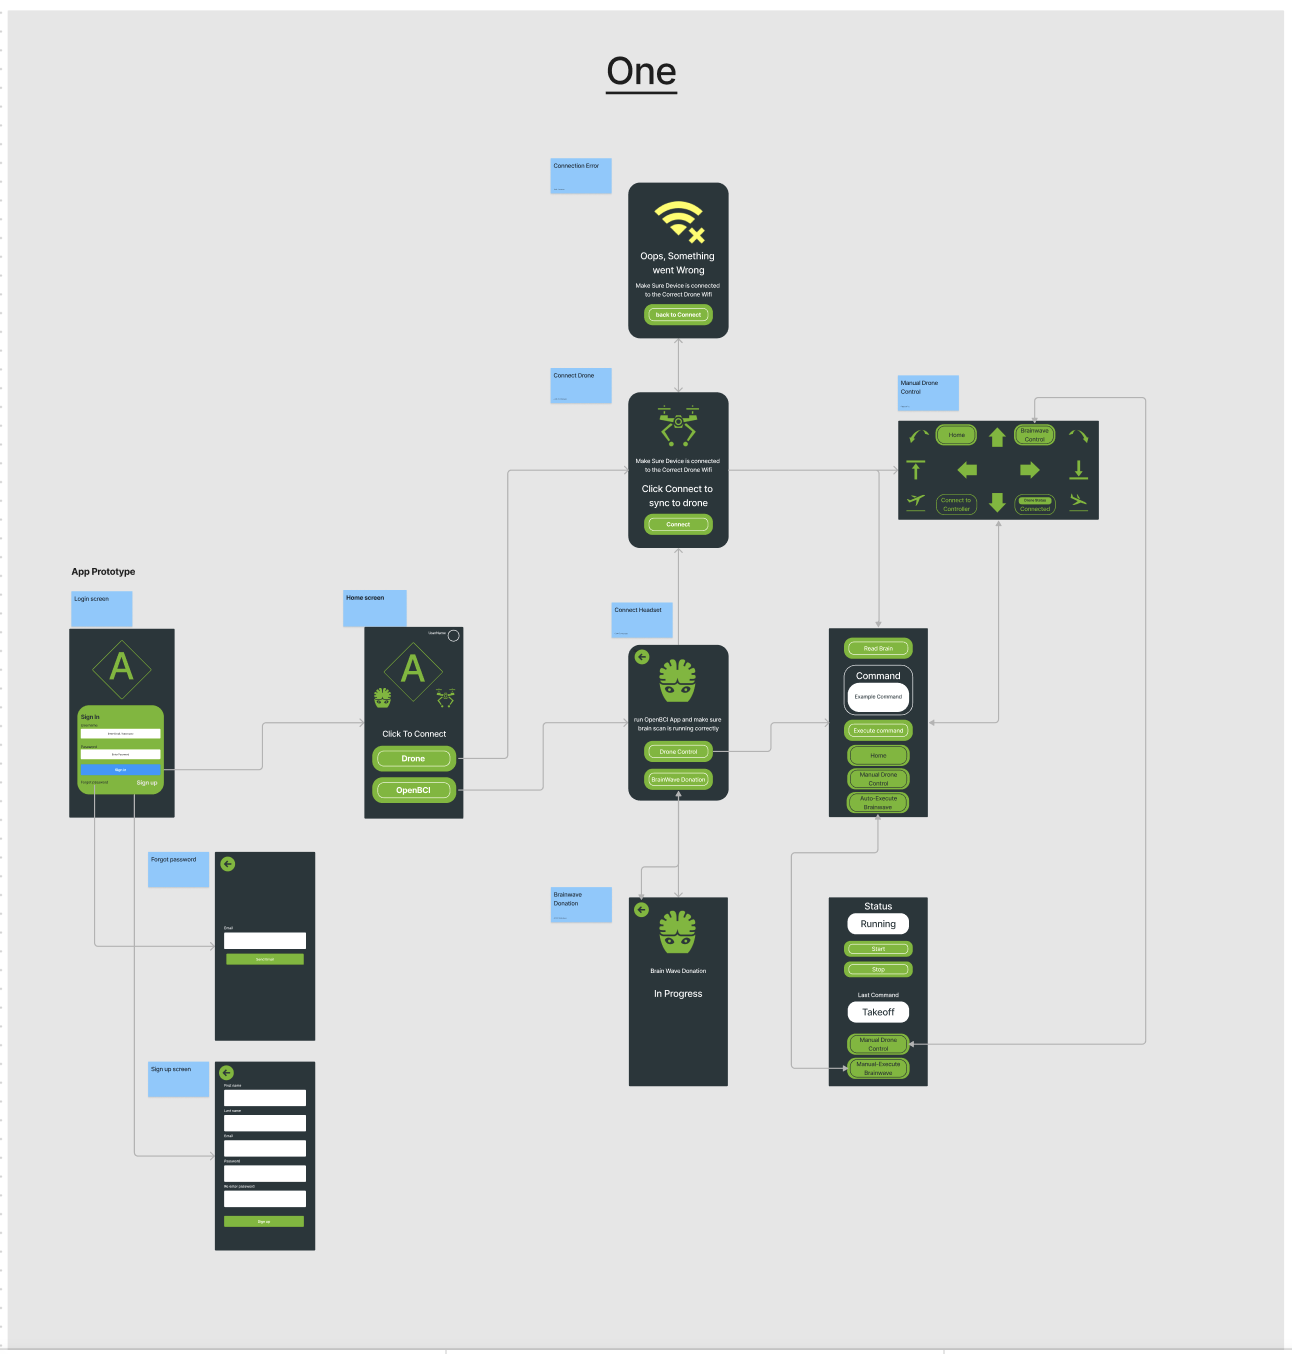 One
Connection Error
Oops, Something
went Wrong
Make Sure Device is connected
to the Correct Drone Wifi
back to Connect
Connect Drone
Make Sure Device is connected
to the Correct Drone Wifi
Click Connect to
sync to drone
Connect
Manual Drone
Control
Home
Brainwave
Control
Connect to
Controller
Connected
App Prototype
Login screen
A
Sign In
Password
Sign in
Forgot password
Sign up
Home screen
UserName
A
Click To Connect
Drone
OpenBCI
Connect Headset
run OpenBCI App and make sure
brain scan is running correctly
Drone Control
BrainWave Donation
Read Brain
Command
Example Command
Execute command
Home
Manual Drone
Control
Auto-Execute
Brainwave
Forgot password
Email
Send Email
Brainwave
Donation
Brain Wave Donation
In Progress
Status
Running
Start
Stop
Last Command
Takeoff
Manual Drone
Control
Manual-Execute
Brainwave
Sign up screen
First name
Last name
Email
Password
Re-enter password
Sign up